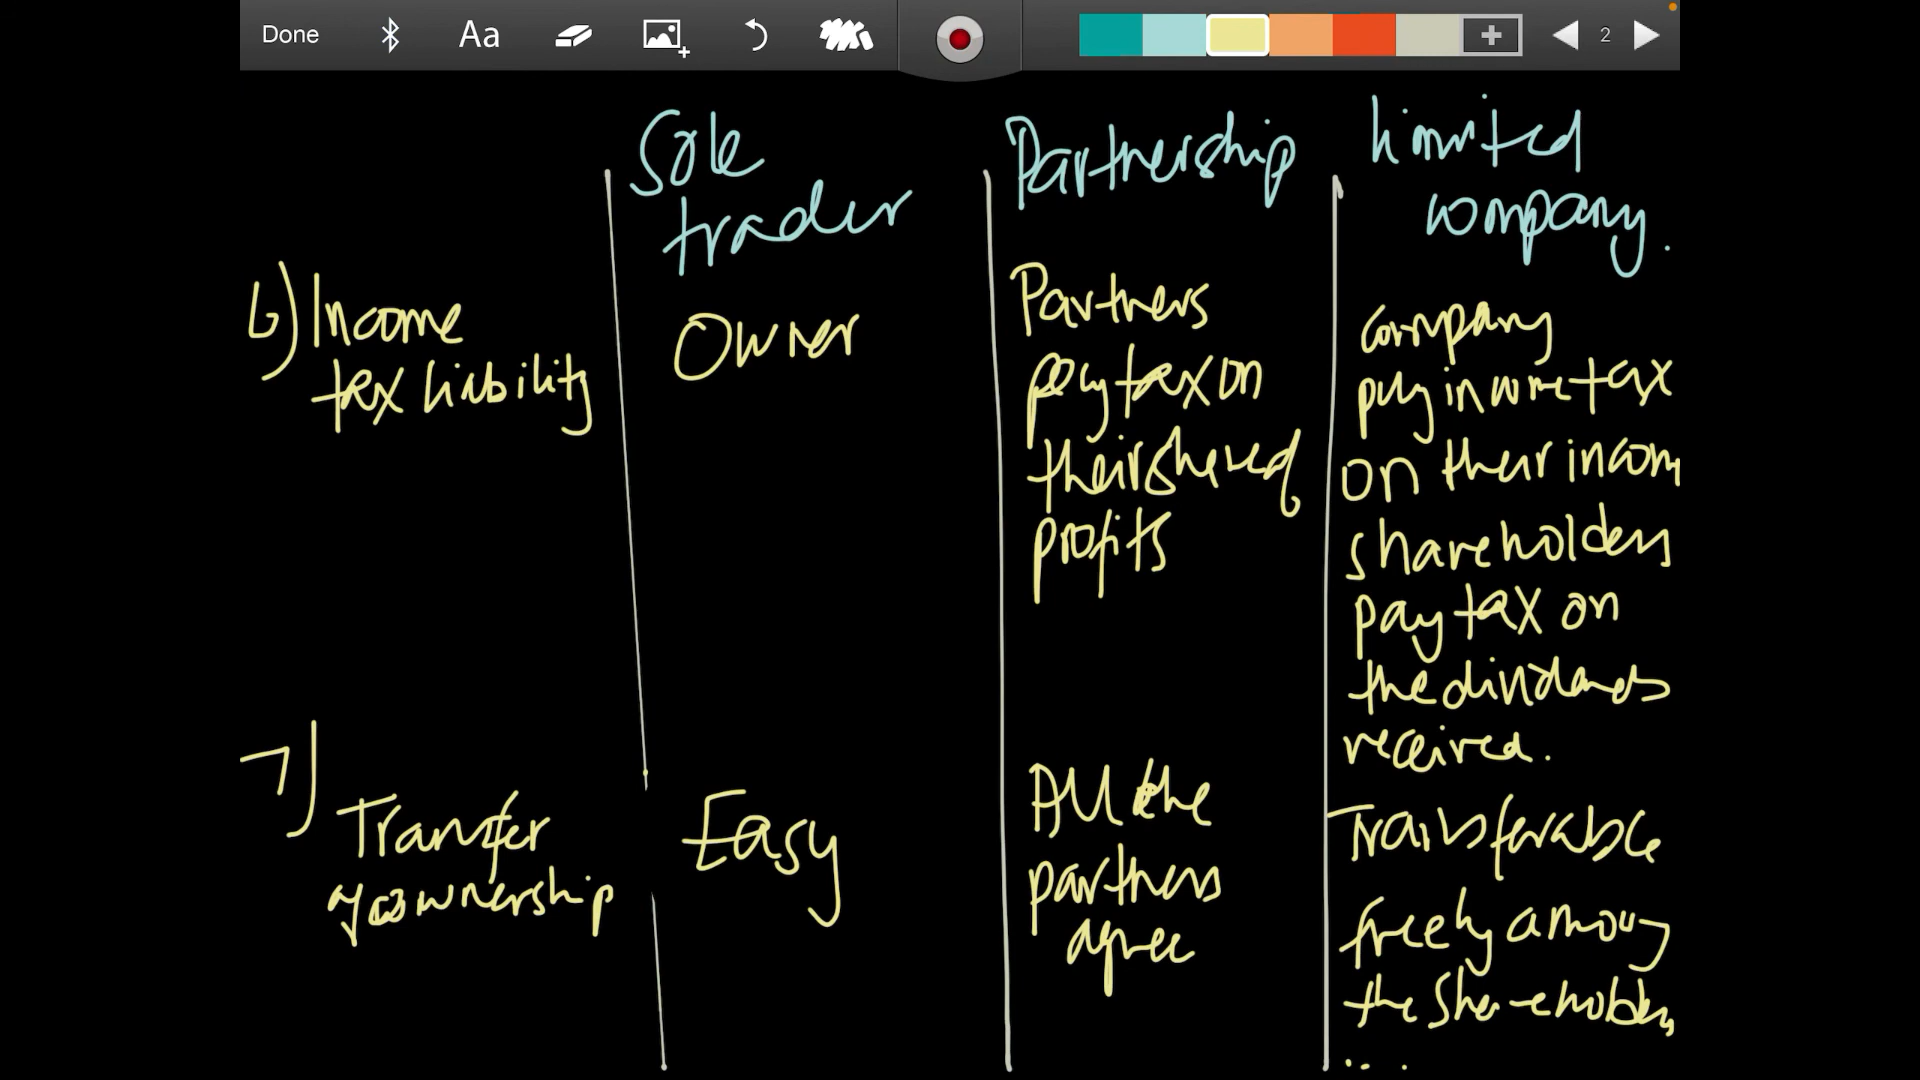 Done
Aa
2
Sole
trader
Partnership
Limited
company.
6) Income
tax liability
Owner
Partners
pay tax on
their shared
profits
company
pay income tax
on their incom
shareholders
pay tax on
the dividends
received.
7)
Transfer
of ownership
Easy
All the
partners
agree
Transferable
freely among
the shareholders